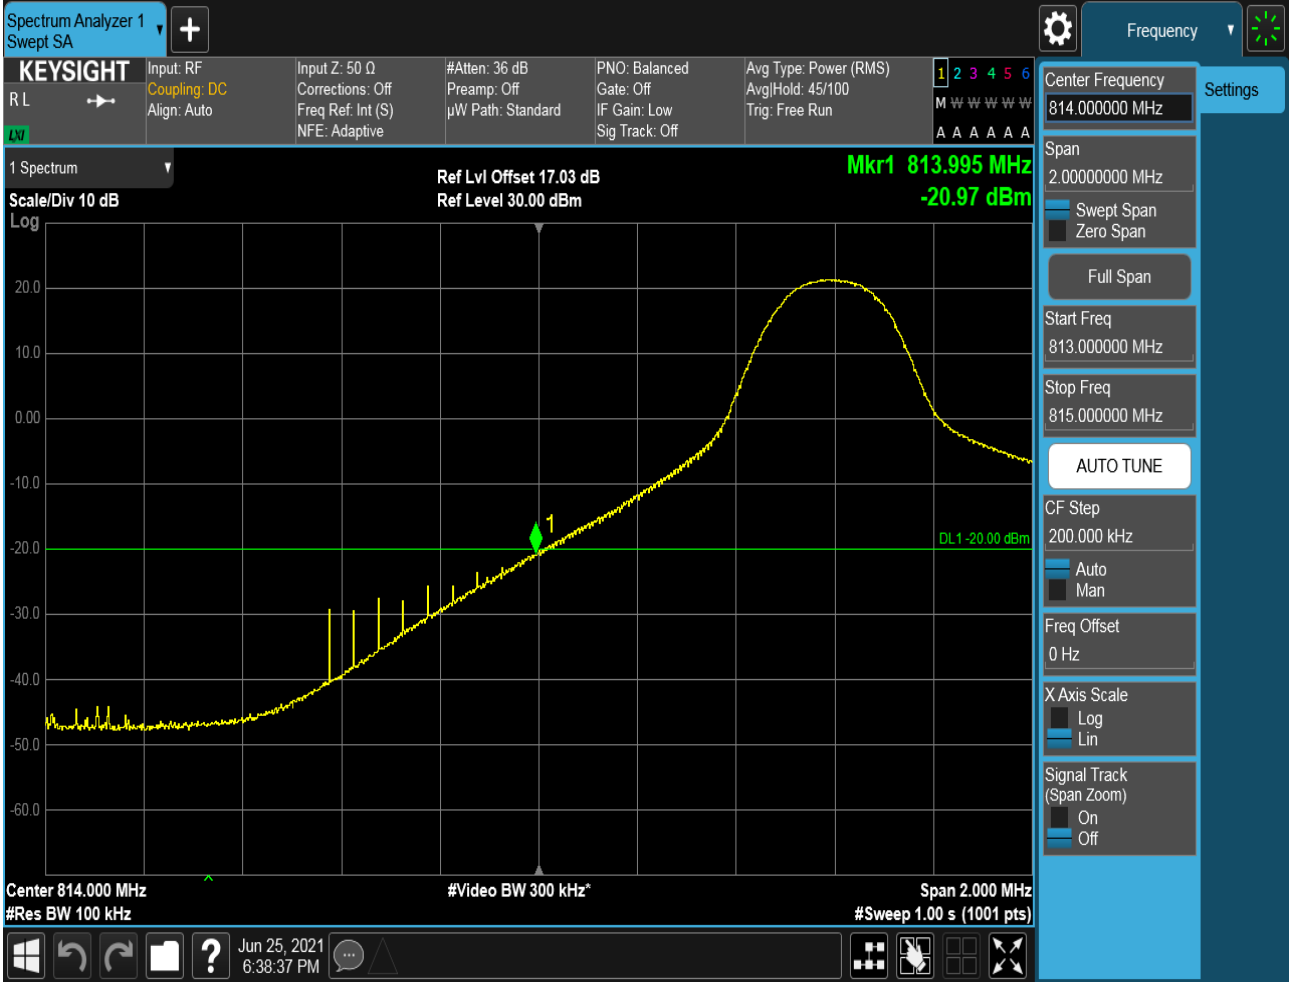 Spectrum Analyzer 1
Swept SA
Frequency
KEYSIGHT
R L
LXI
Input: RF
Coupling: DC
Align: Auto
Input Z: 50 Ω
Corrections: Off
Freq Ref: Int (S)
NFE: Adaptive
#Atten: 36 dB
Preamp: Off
µW Path: Standard
PNO: Balanced
Gate: Off
IF Gain: Low
Sig Track: Off
Avg Type: Power (RMS)
Avg|Hold: 45/100
Trig: Free Run
1 2 3 4 5 6
M W W W W W
A A A A A A
Center Frequency
814.000000 MHz
Settings
Span
2.00000000 MHz
Swept Span
Zero Span
Full Span
Start Freq
813.000000 MHz
Stop Freq
815.000000 MHz
AUTO TUNE
CF Step
200.000 kHz
Auto
Man
Freq Offset
0 Hz
X Axis Scale
Log
Lin
Signal Track
(Span Zoom)
On
Off
1 Spectrum
Scale/Div 10 dB
Log
Ref Lvl Offset 17.03 dB
Ref Level 30.00 dBm
Mkr1 813.995 MHz
-20.97 dBm
20.0
10.0
0.00
-10.0
-20.0
-30.0
-40.0
-50.0
-60.0
1
DL1 -20.00 dBm
Center 814.000 MHz
#Res BW 100 kHz
#Video BW 300 kHz*
Span 2.000 MHz
#Sweep 1.00 s (1001 pts)
?
Jun 25, 2021
6:38:37 PM